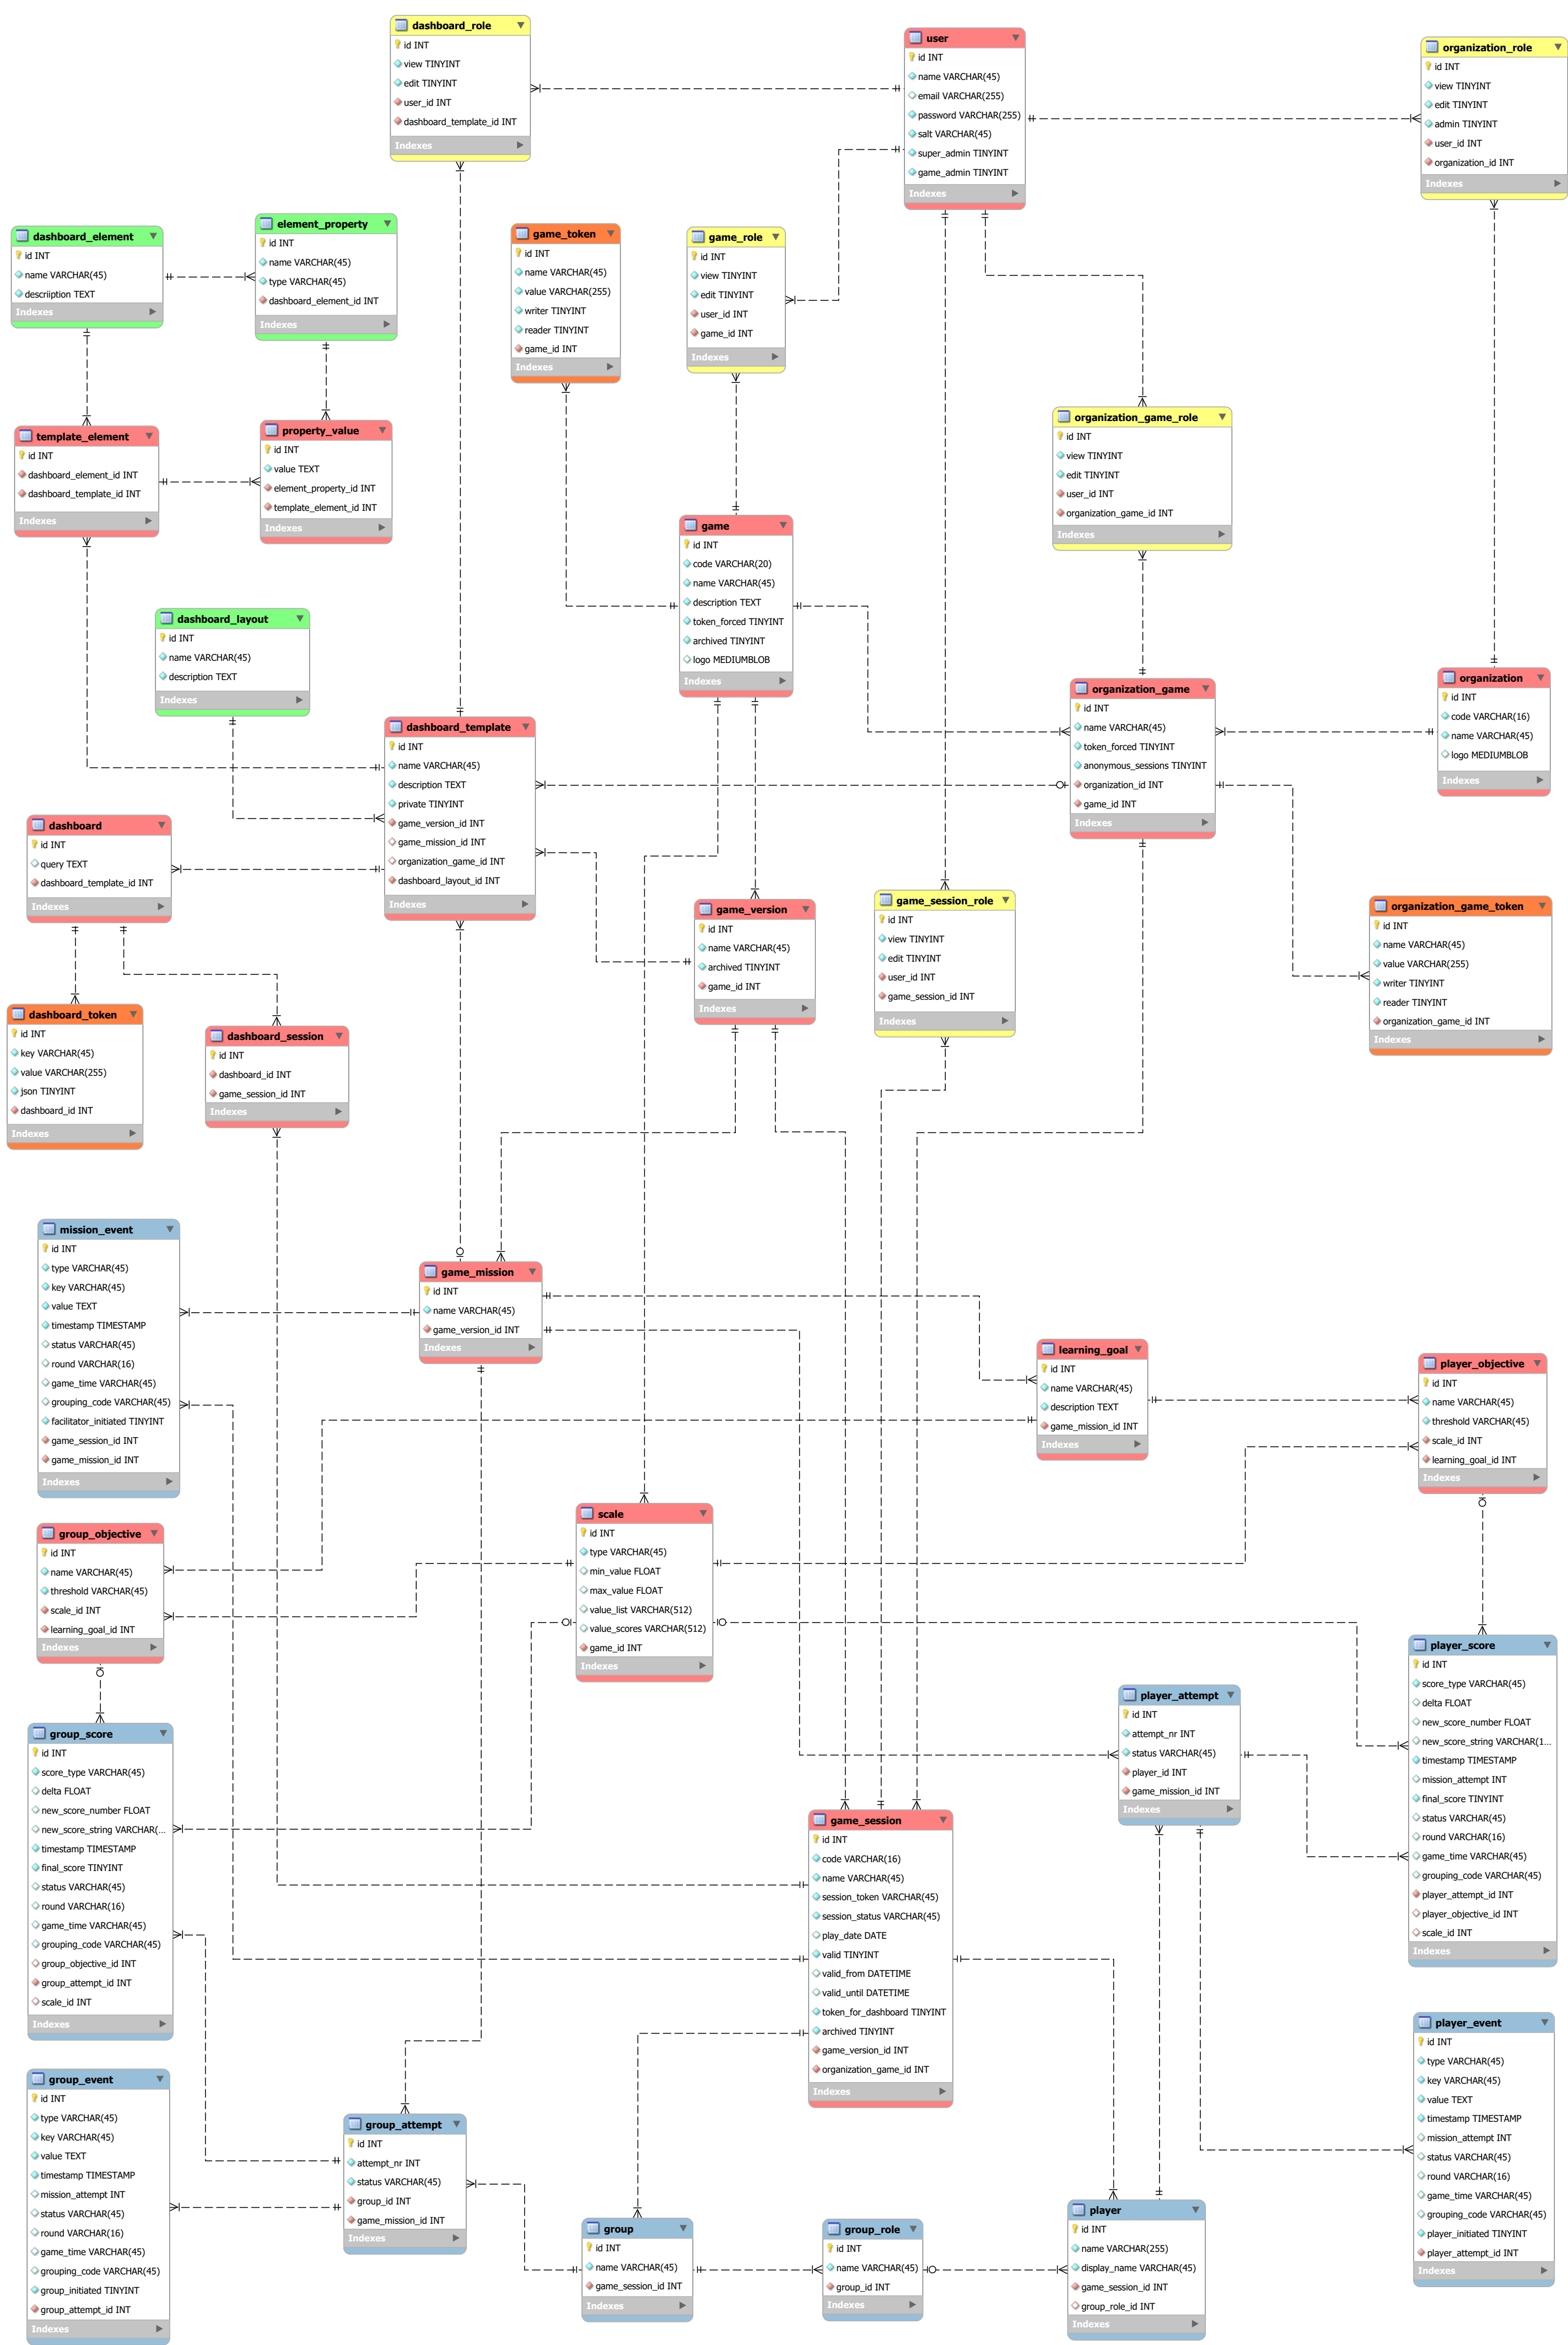 dashboard_role
id INT
view TINYINT
edit TINYINT
user_id INT
dashboard_template_id INT
Indexes
user
id INT
name VARCHAR(45)
email VARCHAR(255)
password VARCHAR(255)
salt VARCHAR(45)
super_admin TINYINT
game_admin TINYINT
Indexes
organization_role
id INT
view TINYINT
edit TINYINT
admin TINYINT
user_id INT
organization_id INT
Indexes
dashboard_element
id INT
name VARCHAR(45)
descriiption TEXT
Indexes
element_property
id INT
name VARCHAR(45)
type VARCHAR(45)
dashboard_element_id INT
Indexes
game_token
id INT
name VARCHAR(45)
value VARCHAR(255)
writer TINYINT
reader TINYINT
game_id INT
Indexes
game_role
id INT
view TINYINT
edit TINYINT
user_id INT
game_id INT
Indexes
organization_game_role
id INT
view TINYINT
edit TINYINT
user_id INT
organization_game_id INT
Indexes
template_element
id INT
dashboard_element_id INT
dashboard_template_id INT
Indexes
property_value
id INT
value TEXT
element_property_id INT
template_element_id INT
Indexes
game
id INT
code VARCHAR(20)
name VARCHAR(45)
description TEXT
token_forced TINYINT
archived TINYINT
logo MEDIUMBLOB
Indexes
dashboard_layout
id INT
name VARCHAR(45)
description TEXT
Indexes
organization_game
id INT
name VARCHAR(45)
token_forced TINYINT
anonymous_sessions TINYINT
organization_id INT
game_id INT
Indexes
organization
id INT
code VARCHAR(16)
name VARCHAR(45)
logo MEDIUMBLOB
Indexes
dashboard_template
id INT
name VARCHAR(45)
description TEXT
private TINYINT
game_version_id INT
game_mission_id INT
organization_game_id INT
dashboard_layout_id INT
Indexes
dashboard
id INT
query TEXT
dashboard_template_id INT
Indexes
game_version
id INT
name VARCHAR(45)
archived TINYINT
game_id INT
Indexes
game_session_role
id INT
view TINYINT
edit TINYINT
user_id INT
game_session_id INT
Indexes
organization_game_token
id INT
name VARCHAR(45)
value VARCHAR(255)
writer TINYINT
reader TINYINT
organization_game_id INT
Indexes
dashboard_token
id INT
key VARCHAR(45)
value VARCHAR(255)
json TINYINT
dashboard_id INT
Indexes
dashboard_session
id INT
dashboard_id INT
game_session_id INT
Indexes
mission_event
id INT
type VARCHAR(45)
key VARCHAR(45)
value TEXT
timestamp TIMESTAMP
status VARCHAR(45)
round VARCHAR(16)
game_time VARCHAR(45)
grouping_code VARCHAR(45)
facilitator_initiated TINYINT
game_session_id INT
game_mission_id INT
Indexes
game_mission
id INT
name VARCHAR(45)
game_version_id INT
Indexes
learning_goal
id INT
name VARCHAR(45)
description TEXT
game_mission_id INT
Indexes
player_objective
id INT
name VARCHAR(45)
threshold VARCHAR(45)
scale_id INT
learning_goal_id INT
Indexes
group_objective
id INT
name VARCHAR(45)
threshold VARCHAR(45)
scale_id INT
learning_goal_id INT
Indexes
scale
id INT
type VARCHAR(45)
min_value FLOAT
max_value FLOAT
value_list VARCHAR(512)
value_scores VARCHAR(512)
game_id INT
Indexes
player_score
id INT
score_type VARCHAR(45)
delta FLOAT
new_score_number FLOAT
new_score_string VARCHAR(1...
timestamp TIMESTAMP
mission_attempt INT
final_score TINYINT
status VARCHAR(45)
round VARCHAR(16)
game_time VARCHAR(45)
grouping_code VARCHAR(45)
player_attempt_id INT
player_objective_id INT
scale_id INT
Indexes
player_attempt
id INT
attempt_nr INT
status VARCHAR(45)
player_id INT
game_mission_id INT
Indexes
group_score
id INT
score_type VARCHAR(45)
delta FLOAT
new_score_number FLOAT
new_score_string VARCHAR(...
timestamp TIMESTAMP
final_score TINYINT
status VARCHAR(45)
round VARCHAR(16)
game_time VARCHAR(45)
grouping_code VARCHAR(45)
group_objective_id INT
group_attempt_id INT
scale_id INT
Indexes
game_session
id INT
code VARCHAR(16)
name VARCHAR(45)
session_token VARCHAR(45)
session_status VARCHAR(45)
play_date DATE
valid TINYINT
valid_from DATETIME
valid_until DATETIME
token_for_dashboard TINYINT
archived TINYINT
game_version_id INT
organization_game_id INT
Indexes
player_event
id INT
type VARCHAR(45)
key VARCHAR(45)
value TEXT
timestamp TIMESTAMP
mission_attempt INT
status VARCHAR(45)
round VARCHAR(16)
game_time VARCHAR(45)
grouping_code VARCHAR(45)
player_initiated TINYINT
player_attempt_id INT
Indexes
group_event
id INT
type VARCHAR(45)
key VARCHAR(45)
value TEXT
timestamp TIMESTAMP
mission_attempt INT
status VARCHAR(45)
round VARCHAR(16)
game_time VARCHAR(45)
grouping_code VARCHAR(45)
group_initiated TINYINT
group_attempt_id INT
Indexes
group_attempt
id INT
attempt_nr INT
status VARCHAR(45)
group_id INT
game_mission_id INT
Indexes
group
id INT
name VARCHAR(45)
game_session_id INT
Indexes
group_role
id INT
name VARCHAR(45)
group_id INT
Indexes
player
id INT
name VARCHAR(255)
display_name VARCHAR(45)
game_session_id INT
group_role_id INT
Indexes